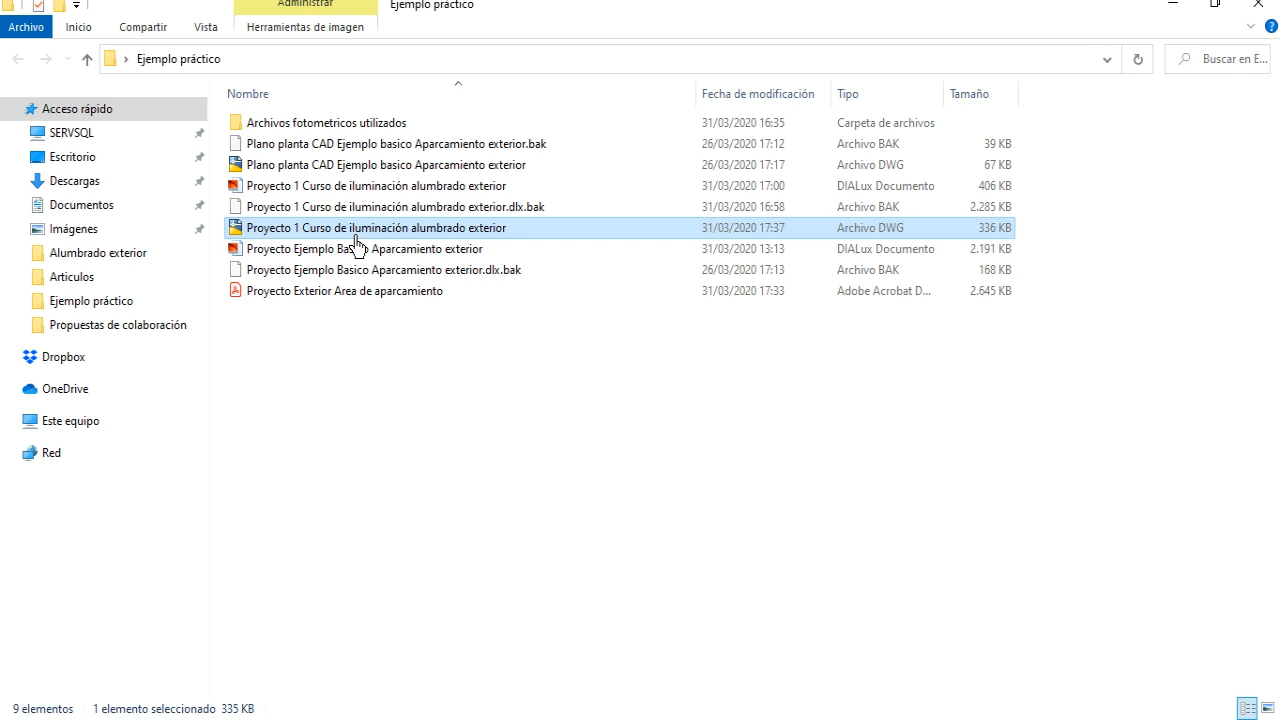 Administrar
Ejemplo práctico
Archivo Inicio Compartir Vista Herramientas de imagen
Ejemplo práctico Buscar en E...
Nombre Fecha de modificación Tipo Tamaño
Acceso rápido
SERVSQL
Escritorio
Descargas
Documentos
Imágenes
Alumbrado exterior
Articulos
Ejemplo práctico
Propuestas de colaboración
Dropbox
OneDrive
Este equipo
Red
Archivos fotometricos utilizados 31/03/2020 16:35 Carpeta de archivos
Plano planta CAD Ejemplo basico Aparcamiento exterior.bak 26/03/2020 17:12 Archivo BAK 39 KB
Plano planta CAD Ejemplo basico Aparcamiento exterior 26/03/2020 17:17 Archivo DWG 67 KB
Proyecto 1 Curso de iluminación alumbrado exterior 31/03/2020 17:00 DIALux Documento 406 KB
Proyecto 1 Curso de iluminación alumbrado exterior.dlx.bak 31/03/2020 16:58 Archivo BAK 2.285 KB
Proyecto 1 Curso de iluminación alumbrado exterior 31/03/2020 17:37 Archivo DWG 336 KB
Proyecto Ejemplo Basico Aparcamiento exterior 31/03/2020 13:13 DIALux Documento 2.191 KB
Proyecto Ejemplo Basico Aparcamiento exterior.dlx.bak 26/03/2020 17:13 Archivo BAK 168 KB
Proyecto Exterior Area de aparcamiento 31/03/2020 17:33 Adobe Acrobat D... 2.645 KB
9 elementos 1 elemento seleccionado 335 KB